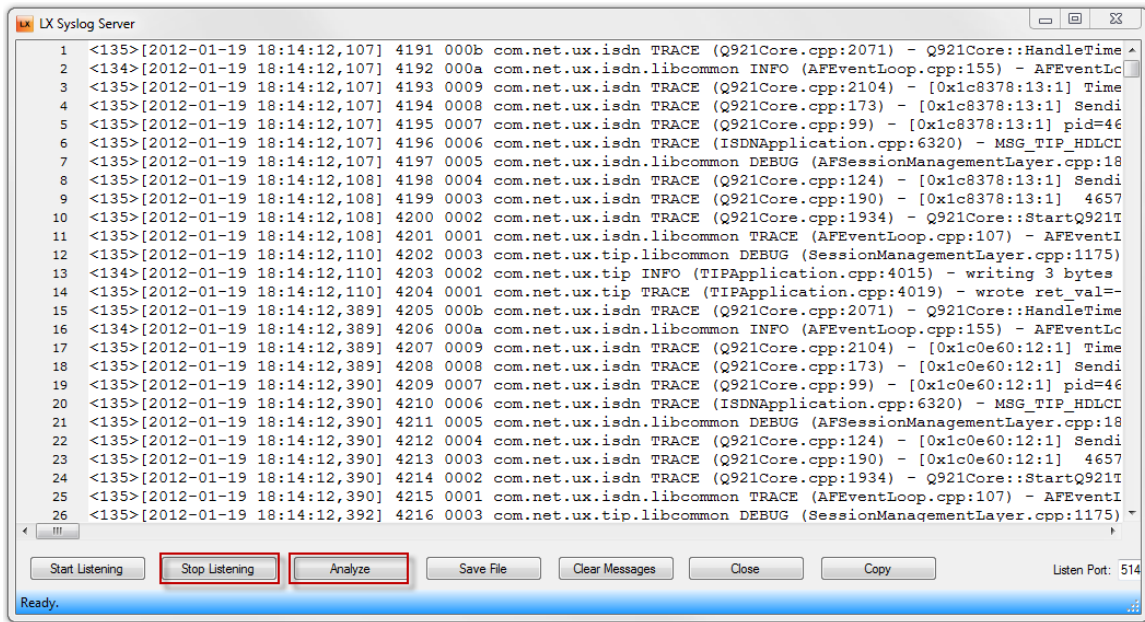 LX LX Syslog Server
1 <135>[2012-01-19 18:14:12,107] 4191 000b com.net.ux.isdn TRACE (Q921Core.cpp:2071) - Q921Core::HandleTime
2 <134>[2012-01-19 18:14:12,107] 4192 000a com.net.ux.isdn.libcommon INFO (AFEventLoop.cpp:155) - AFEventLc
3 <135>[2012-01-19 18:14:12,107] 4193 0009 com.net.ux.isdn TRACE (Q921Core.cpp:2104) - [0x1c8378:13:1] Time
4 <135>[2012-01-19 18:14:12,107] 4194 0008 com.net.ux.isdn TRACE (Q921Core.cpp:173) - [0x1c8378:13:1] Sendi
5 <135>[2012-01-19 18:14:12,107] 4195 0007 com.net.ux.isdn TRACE (Q921Core.cpp:99) - [0x1c8378:13:1] pid=46
6 <135>[2012-01-19 18:14:12,107] 4196 0006 com.net.ux.isdn TRACE (ISDNApplication.cpp:6320) - MSG_TIP_HDLCD
7 <135>[2012-01-19 18:14:12,107] 4197 0005 com.net.ux.isdn.libcommon DEBUG (AFSessionManagementLayer.cpp:18
8 <135>[2012-01-19 18:14:12,108] 4198 0004 com.net.ux.isdn TRACE (Q921Core.cpp:124) - [0x1c8378:13:1] Sendi
9 <135>[2012-01-19 18:14:12,108] 4199 0003 com.net.ux.isdn TRACE (Q921Core.cpp:190) - [0x1c8378:13:1] 4657
10 <135>[2012-01-19 18:14:12,108] 4200 0002 com.net.ux.isdn TRACE (Q921Core.cpp:1934) - Q921Core::StartQ921T
11 <135>[2012-01-19 18:14:12,108] 4201 0001 com.net.ux.isdn.libcommon TRACE (AFEventLoop.cpp:107) - AFEventL
12 <135>[2012-01-19 18:14:12,110] 4202 0003 com.net.ux.tip.libcommon DEBUG (SessionManagementLayer.cpp:1175)
13 <134>[2012-01-19 18:14:12,110] 4203 0002 com.net.ux.tip INFO (TIPApplication.cpp:4015) - writing 3 bytes
14 <135>[2012-01-19 18:14:12,110] 4204 0001 com.net.ux.tip TRACE (TIPApplication.cpp:4019) - wrote ret_val=-
15 <135>[2012-01-19 18:14:12,389] 4205 000b com.net.ux.isdn TRACE (Q921Core.cpp:2071) - Q921Core::HandleTime
16 <134>[2012-01-19 18:14:12,389] 4206 000a com.net.ux.isdn.libcommon INFO (AFEventLoop.cpp:155) - AFEventLc
17 <135>[2012-01-19 18:14:12,389] 4207 0009 com.net.ux.isdn TRACE (Q921Core.cpp:2104) - [0x1c0e60:12:1] Time
18 <135>[2012-01-19 18:14:12,389] 4208 0008 com.net.ux.isdn TRACE (Q921Core.cpp:173) - [0x1c0e60:12:1] Sendi
19 <135>[2012-01-19 18:14:12,390] 4209 0007 com.net.ux.isdn TRACE (Q921Core.cpp:99) - [0x1c0e60:12:1] pid=46
20 <135>[2012-01-19 18:14:12,390] 4210 0006 com.net.ux.isdn TRACE (ISDNApplication.cpp:6320) - MSG_TIP_HDLCD
21 <135>[2012-01-19 18:14:12,390] 4211 0005 com.net.ux.isdn.libcommon DEBUG (AFSessionManagementLayer.cpp:18
22 <135>[2012-01-19 18:14:12,390] 4212 0004 com.net.ux.isdn TRACE (Q921Core.cpp:124) - [0x1c0e60:12:1] Sendi
23 <135>[2012-01-19 18:14:12,390] 4213 0003 com.net.ux.isdn TRACE (Q921Core.cpp:190) - [0x1c0e60:12:1] 4657
24 <135>[2012-01-19 18:14:12,390] 4214 0002 com.net.ux.isdn TRACE (Q921Core.cpp:1934) - Q921Core::StartQ921T
25 <135>[2012-01-19 18:14:12,390] 4215 0001 com.net.ux.isdn.libcommon TRACE (AFEventLoop.cpp:107) - AFEventL
26 <135>[2012-01-19 18:14:12,392] 4216 0003 com.net.ux.tip.libcommon DEBUG (SessionManagementLayer.cpp:1175)
Start Listening Stop Listening Analyze Save File Clear Messages Close Copy Listen Port: 514
Ready.